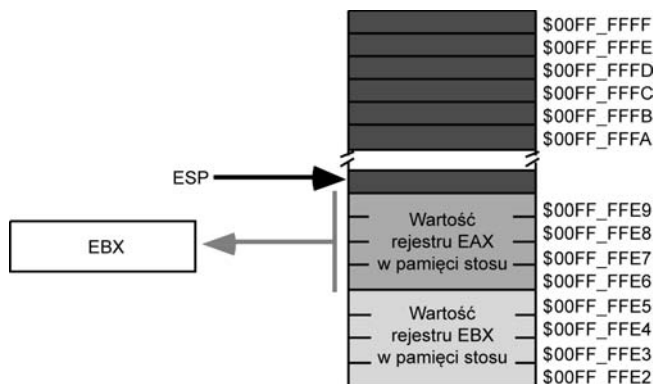 $00FF_FFFF
$00FF_FFFE
$00FF_FFFD
$00FF_FFFC
$00FF_FFFB
$00FF_FFFA
ESP
EBX
Wartość
rejestru EAX
w pamięci stosu
$00FF_FFE9
$00FF_FFE8
$00FF_FFE7
$00FF_FFE6
Wartość
rejestru EBX
w pamięci stosu
$00FF_FFE5
$00FF_FFE4
$00FF_FFE3
$00FF_FFE2